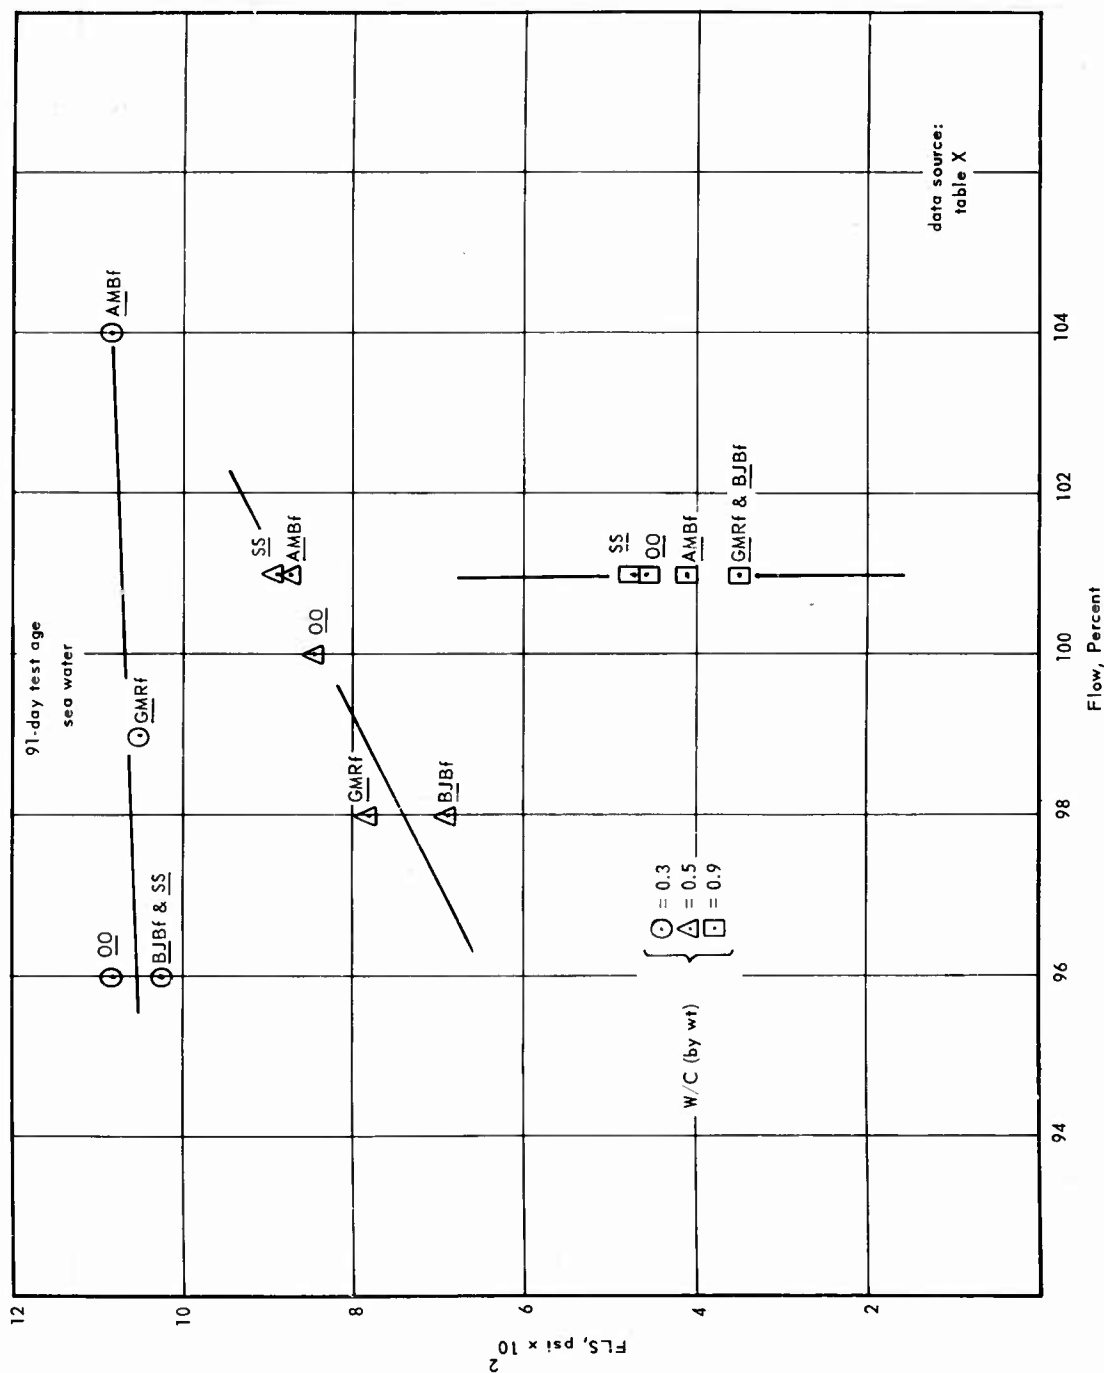 91-day test age
sea water
12
10
8
6
4
2
FLS, psi x 10²
OO
BJBf & SS
GMRf
AMBf
GMRf
BJBf
OO
SS
AMBf
SS
OO
AMBf
GMRf & BJBf
W/C (by wt)
= 0.3
= 0.5
= 0.9
data source:
table X
94
96
98
100
102
104
Flow, Percent